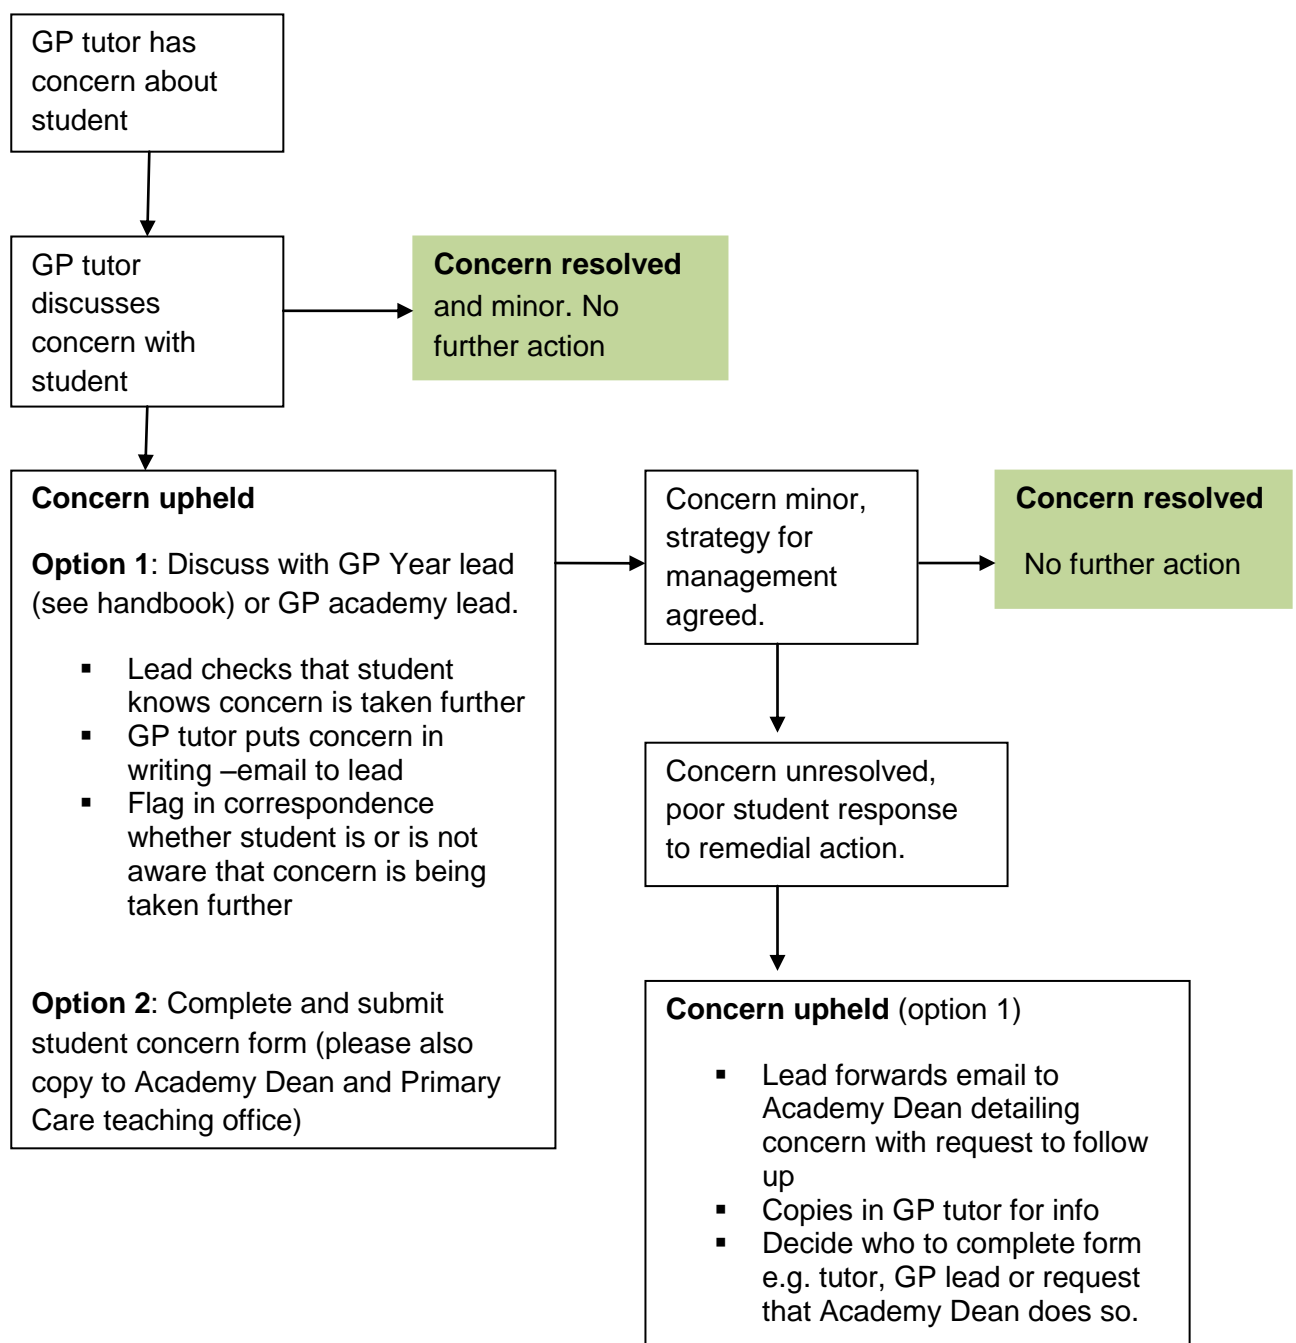 GP tutor has
concern about
student
GP tutor
discusses
concern with
student
Concern resolved
and minor. No
further action
Concern upheld
Option 1: Discuss with GP Year lead
(see handbook) or GP academy lead.
▪ Lead checks that student
knows concern is taken further
▪ GP tutor puts concern in
writing –email to lead
▪ Flag in correspondence
whether student is or is not
aware that concern is being
taken further
Option 2: Complete and submit
student concern form (please also
copy to Academy Dean and Primary
Care teaching office)
Concern minor,
strategy for
management
agreed.
Concern resolved
No further action
Concern unresolved,
poor student response
to remedial action.
Concern upheld (option 1)
▪ Lead forwards email to
Academy Dean detailing
concern with request to follow
up
▪ Copies in GP tutor for info
▪ Decide who to complete form
e.g. tutor, GP lead or request
that Academy Dean does so.